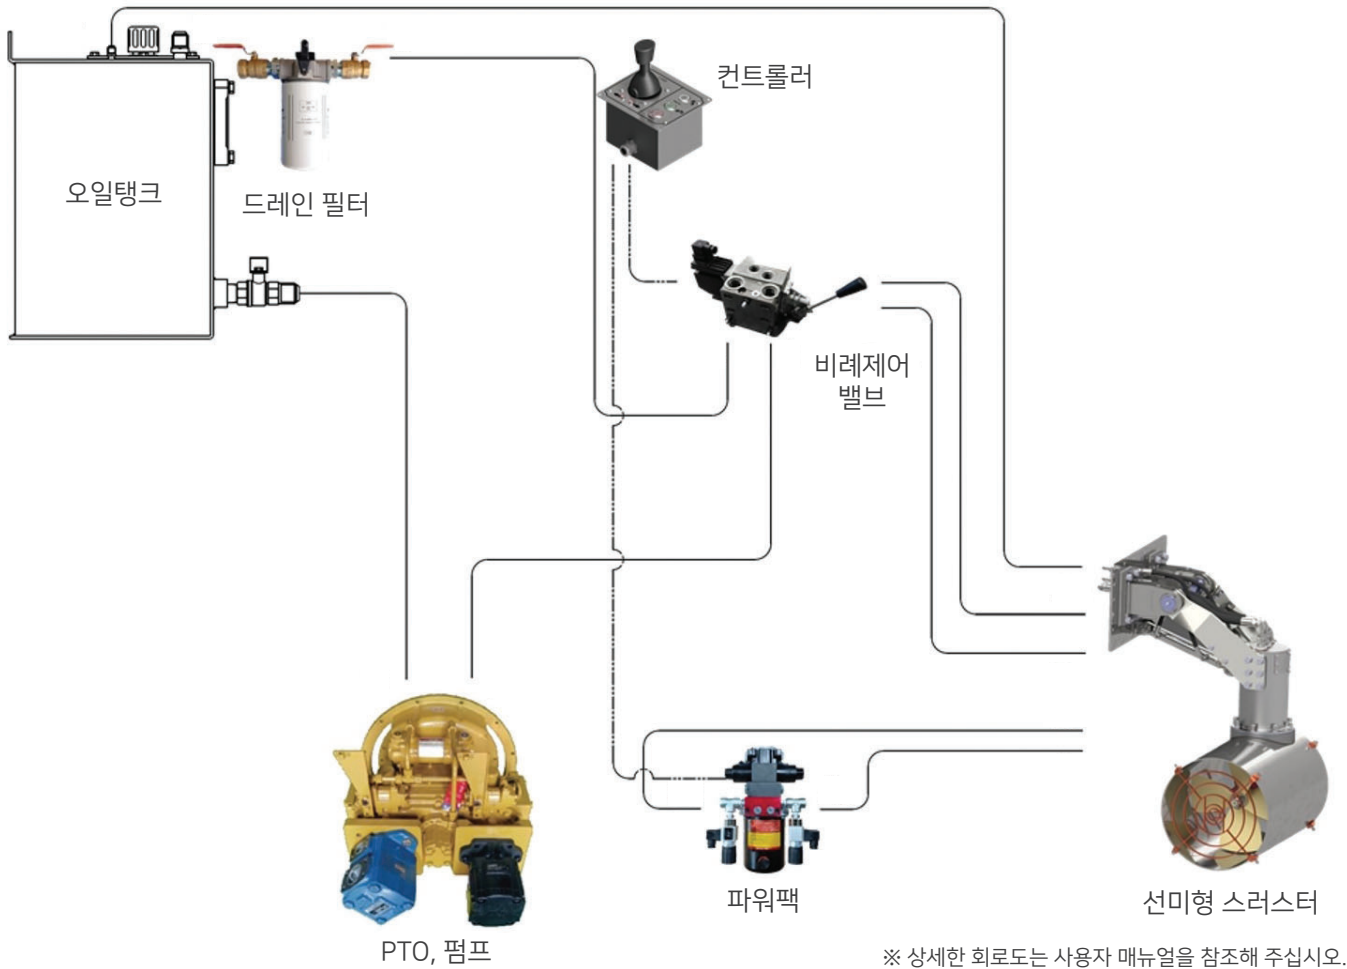 컨트롤러
오일탱크
드레인 필터
비례제어
밸브
파워팩
선미형 스러스터
PTO, 펌프
※ 상세한 회로도는 사용자 매뉴얼을 참조해 주십시오.